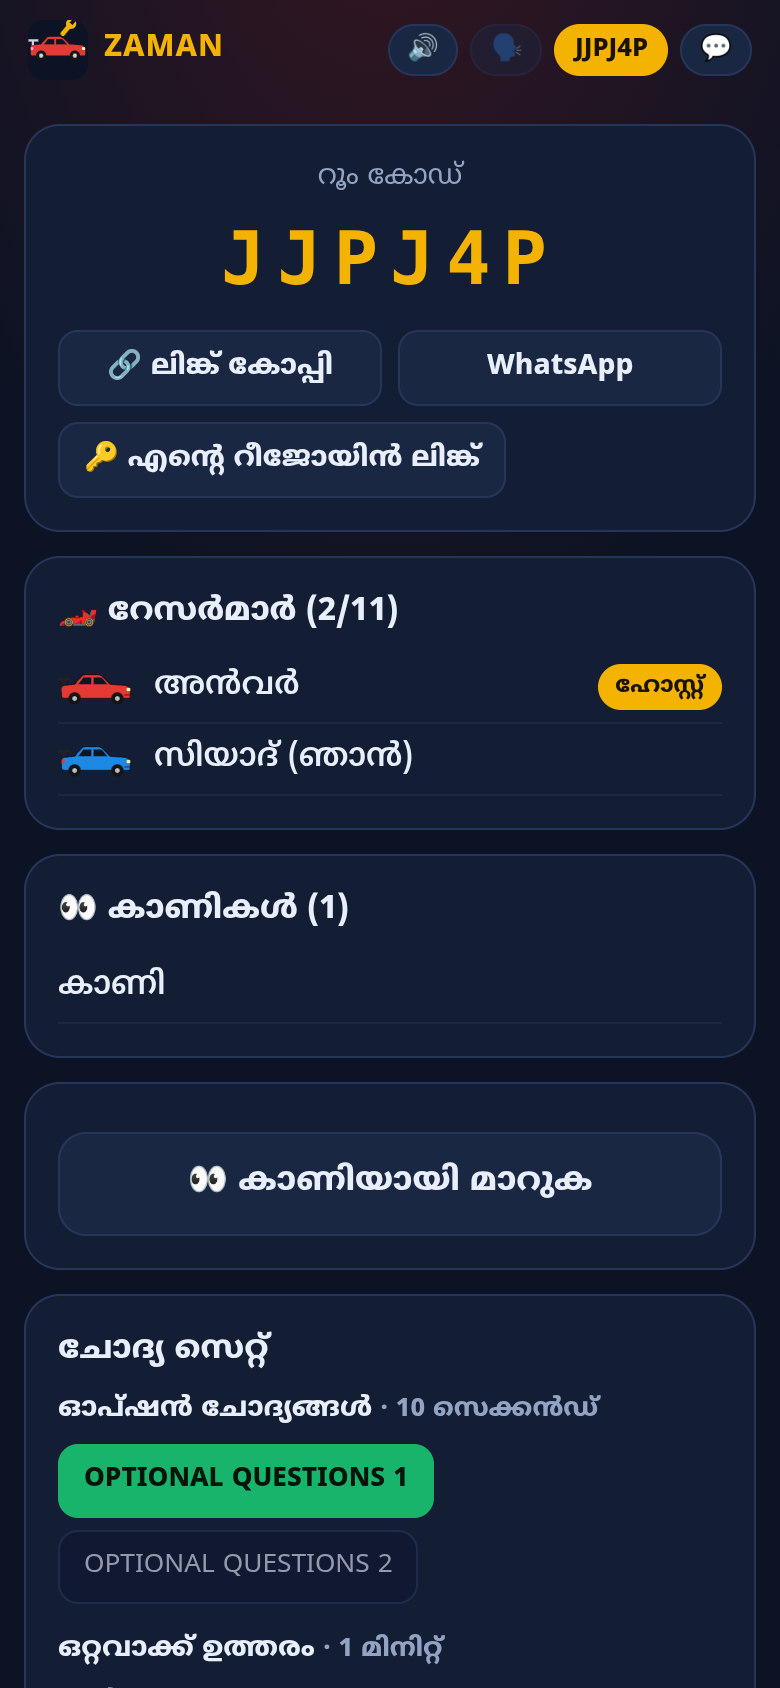 ZAMAN
JJPJ4P
റൂം കോഡ്
JJPJ4P
ലിങ്ക് കോപ്പി
WhatsApp
എന്റെ റീജോയിൻ ലിങ്ക്
റേസർമാർ (2/11)
അൻവർ
ഹോസ്റ്റ്
സിയാദ് (ഞാൻ)
കാണികൾ (1)
കാണി
കാണിയായി മാറുക
ചോദ്യ സെറ്റ്
ഓപ്ഷൻ ചോദ്യങ്ങൾ · 10 സെക്കൻഡ്
OPTIONAL QUESTIONS 1
OPTIONAL QUESTIONS 2
ഒറ്റവാക്ക് ഉത്തരം · 1 മിനിറ്റ്